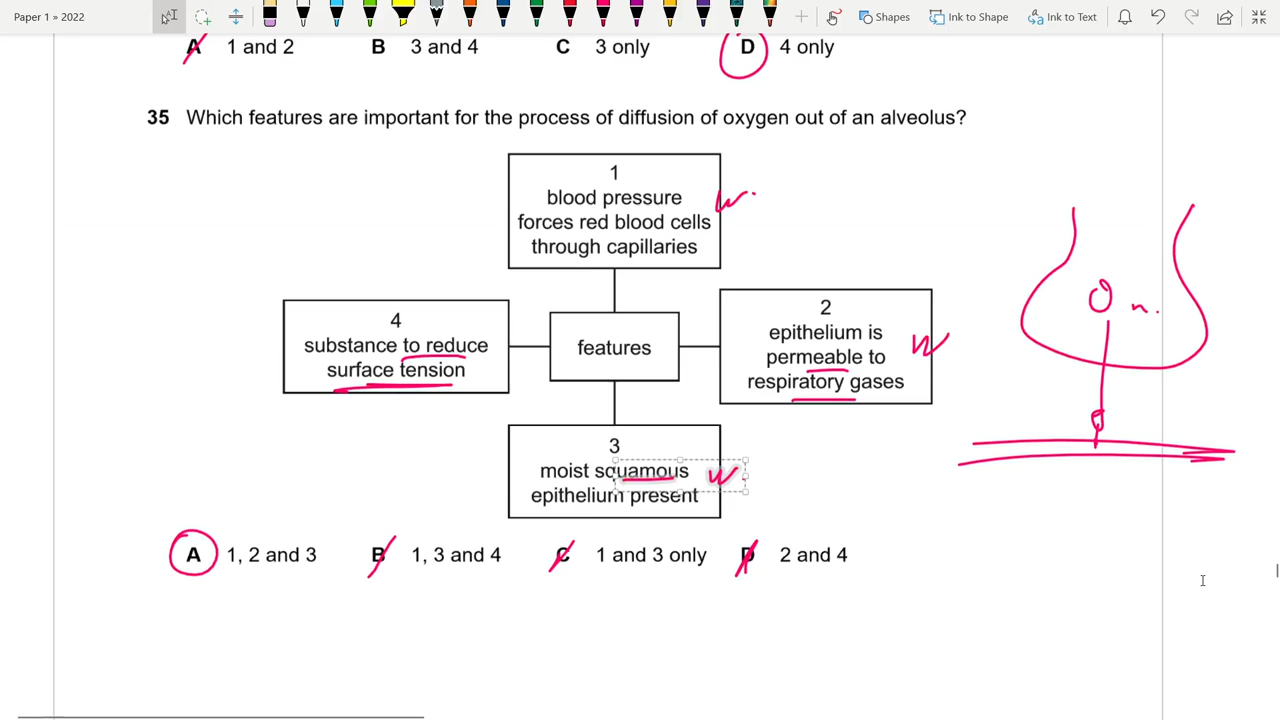 Paper 1 » 2022
Shapes
Ink to Shape
Ink to Text
A 1 and 2 B 3 and 4 C 3 only D 4 only
35 Which features are important for the process of diffusion of oxygen out of an alveolus?
1
blood pressure
forces red blood cells
through capillaries
4
substance to reduce
surface tension
features
2
epithelium is
permeable to
respiratory gases
3
moist squamous
epithelium present
A 1, 2 and 3 B 1, 3 and 4 C 1 and 3 only D 2 and 4